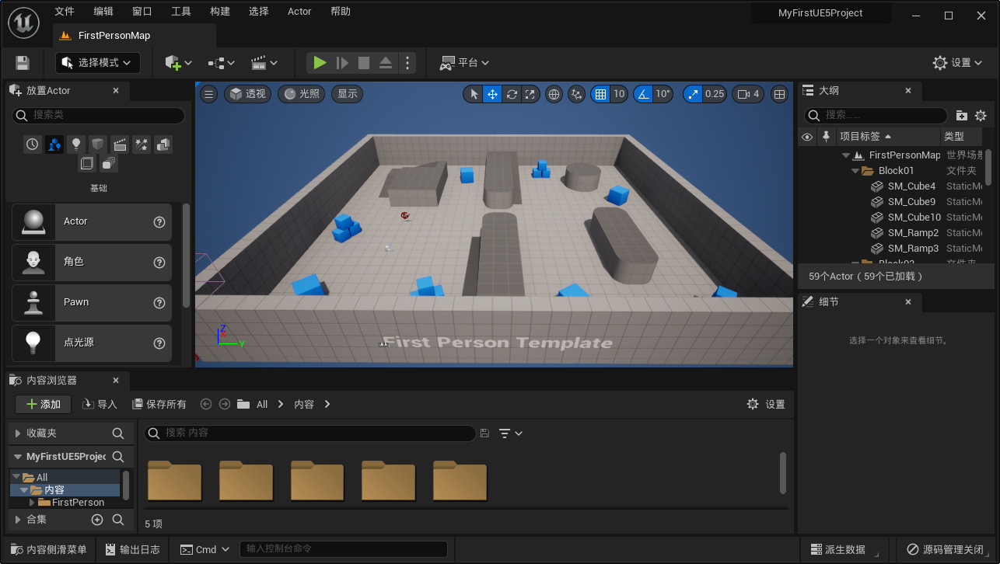 文件 编辑 窗口 工具 构建 选择 Actor 帮助 MyFirstUE5Project
FirstPersonMap
选择模式 平台 设置
放置Actor
搜索类
基础
Actor
角色
Pawn
点光源
透视 光照 显示 10 10° 0.25 4
First Person Template
Z
X
Y
大纲
搜索......
项目标签 类型
FirstPersonMap 世界场景
Block01 文件夹
SM_Cube4 StaticMe
SM_Cube9 StaticMe
SM_Cube10 StaticMe
SM_Ramp2 StaticMe
SM_Ramp3 StaticMe
Block02 文件夹
59个Actor（59个已加载）
细节
选择一个对象来查看细节。
内容浏览器
添加 导入 保存所有 All 内容 设置
收藏夹
MyFirstUE5Projec
All
内容
FirstPerson
合集
搜索 内容
5 项
内容侧滑菜单 输出日志 Cmd 输入控制台命令 派生数据 源码管理关闭